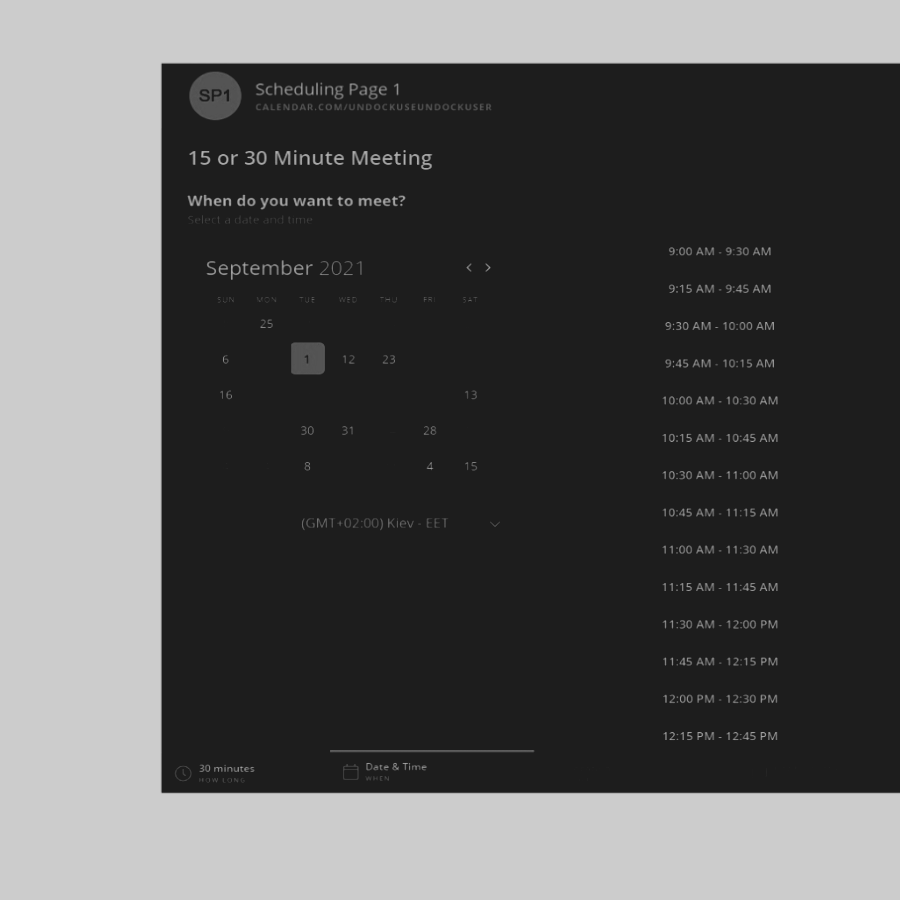 SP1
Scheduling Page 1
CALENDAR.COM/UNDOCKUSEUNDOCKUSER
15 or 30 Minute Meeting
When do you want to meet?
Select a date and time
September 2021
SUN MON TUE WED THU FRI SAT
25
6 1 12 23
16 13
30 31 28
8 4 15
(GMT+02:00) Kiev - EET
9:00 AM - 9:30 AM
9:15 AM - 9:45 AM
9:30 AM - 10:00 AM
9:45 AM - 10:15 AM
10:00 AM - 10:30 AM
10:15 AM - 10:45 AM
10:30 AM - 11:00 AM
10:45 AM - 11:15 AM
11:00 AM - 11:30 AM
11:15 AM - 11:45 AM
11:30 AM - 12:00 PM
11:45 AM - 12:15 PM
12:00 PM - 12:30 PM
12:15 PM - 12:45 PM
30 minutes
HOW LONG
Date & Time
WHEN